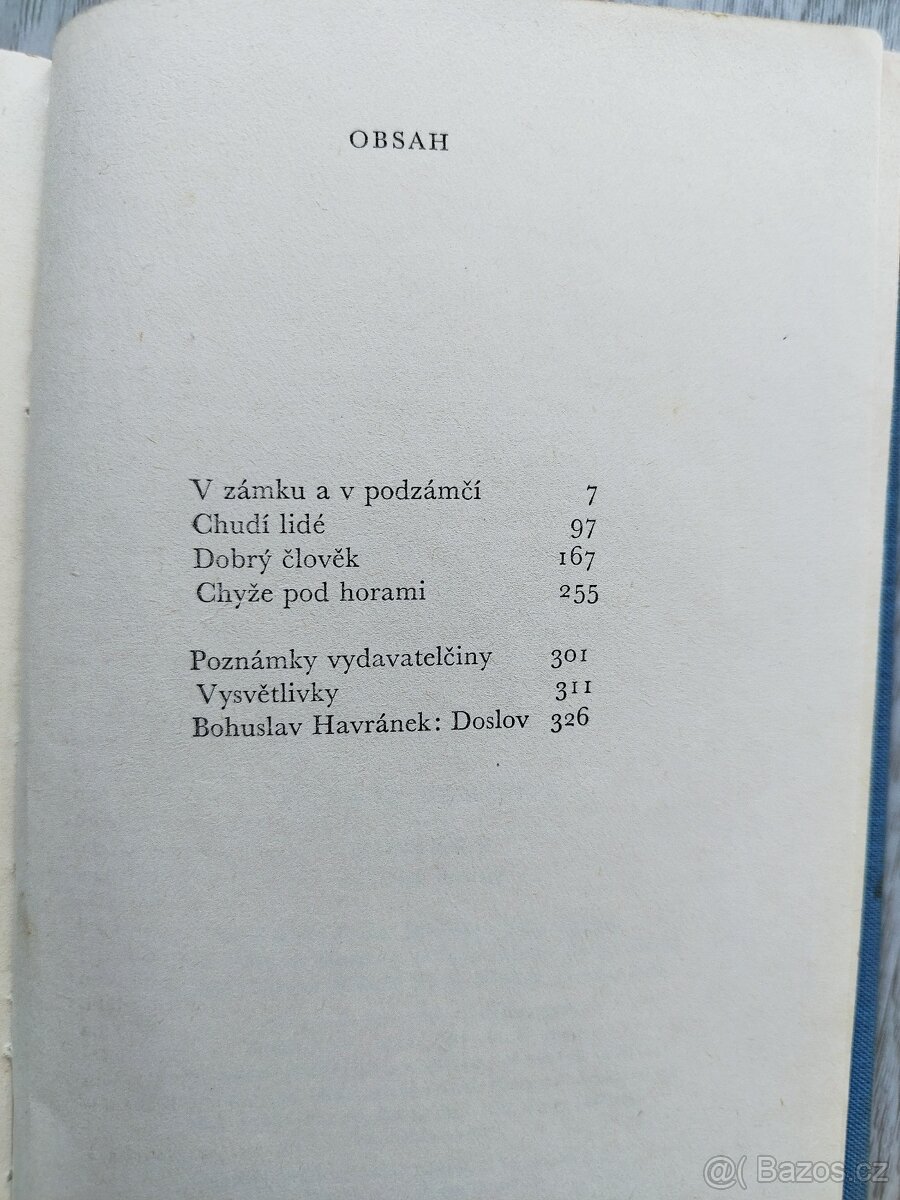 OBSAH
V zámku a v podzámčí 7
Chudí lidé 97
Dobrý člověk 167
Chyže pod horami 255
Poznámky vydavatelčiny 301
Vysvětlivky 311
Bohuslav Havránek: Doslov 326
@( Bazos.cz